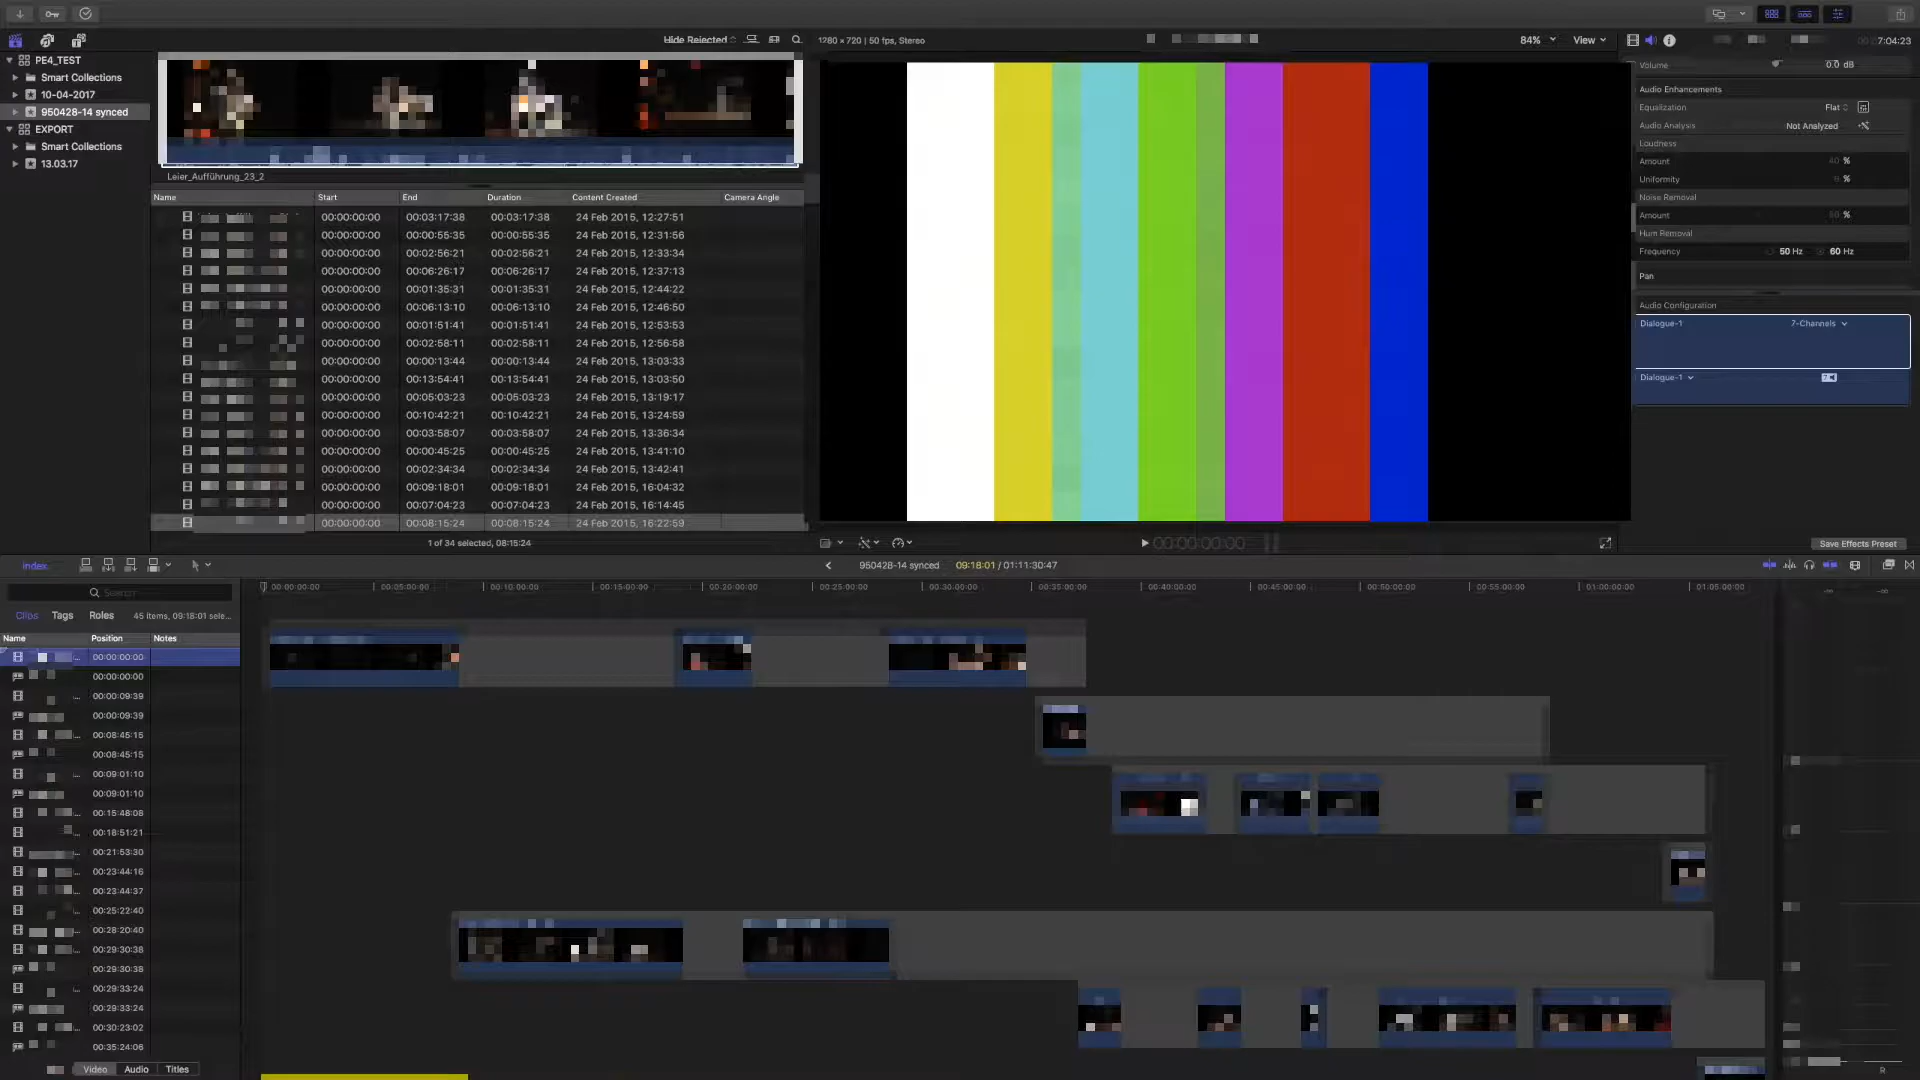 Hide Rejected
1280 × 720 | 50 fps, Stereo
84%
View
7:04:23
PE4_TEST
Smart Collections
10-04-2017
950428-14 synced
EXPORT
Smart Collections
13.03.17
Leier_Aufführung_23_2
Name Start End Duration Content Created Camera Angle
00:00:00:00 00:03:17:38 00:03:17:38 24 Feb 2015, 12:27:51
00:00:00:00 00:00:55:35 00:00:55:35 24 Feb 2015, 12:31:56
00:00:00:00 00:02:56:21 00:02:56:21 24 Feb 2015, 12:33:34
00:00:00:00 00:06:26:17 00:06:26:17 24 Feb 2015, 12:37:13
00:00:00:00 00:01:35:31 00:01:35:31 24 Feb 2015, 12:44:22
00:00:00:00 00:06:13:10 00:06:13:10 24 Feb 2015, 12:46:50
00:00:00:00 00:01:51:41 00:01:51:41 24 Feb 2015, 12:53:53
00:00:00:00 00:02:58:11 00:02:58:11 24 Feb 2015, 12:56:58
00:00:00:00 00:00:13:44 00:00:13:44 24 Feb 2015, 13:03:33
00:00:00:00 00:13:54:41 00:13:54:41 24 Feb 2015, 13:03:50
00:00:00:00 00:05:03:23 00:05:03:23 24 Feb 2015, 13:19:17
00:00:00:00 00:10:42:21 00:10:42:21 24 Feb 2015, 13:24:59
00:00:00:00 00:03:58:07 00:03:58:07 24 Feb 2015, 13:36:34
00:00:00:00 00:00:45:25 00:00:45:25 24 Feb 2015, 13:41:10
00:00:00:00 00:02:34:34 00:02:34:34 24 Feb 2015, 13:42:41
00:00:00:00 00:09:18:01 00:09:18:01 24 Feb 2015, 16:04:32
00:00:00:00 00:07:04:23 00:07:04:23 24 Feb 2015, 16:14:45
00:00:00:00 00:08:15:24 00:08:15:24 24 Feb 2015, 16:22:59
1 of 34 selected, 08:15:24
00:00:00:00
Volume 0.0 dB
Audio Enhancements
Equalization Flat
Audio Analysis Not Analyzed
Loudness
Amount 40 %
Uniformity %
Noise Removal
Amount 50 %
Hum Removal
Frequency 50 Hz 60 Hz
Pan
Audio Configuration
Dialogue-1 7-Channels
Dialogue-1
Save Effects Preset
Index
950428-14 synced 09:18:01 / 01:11:30:47
Search
Clips Tags Roles 45 items, 09:18:01 sele...
Name Position Notes
00:00:00:00
00:00:00:00
00:00:09:39
00:00:09:39
00:08:45:15
00:08:45:15
00:09:01:10
00:09:01:10
00:15:48:08
00:18:51:21
00:21:53:30
00:23:44:16
00:23:44:37
00:25:22:40
00:28:20:40
00:29:30:38
00:29:30:38
00:29:33:24
00:29:33:24
00:30:23:02
00:35:24:06
Video Audio Titles
00:00:00:00 00:05:00:00 00:10:00:00 00:15:00:00 00:20:00:00 00:25:00:00 00:30:00:00 00:35:00:00 00:40:00:00 00:45:00:00 00:50:00:00 00:55:00:00 01:00:00:00 01:05:00:00
R